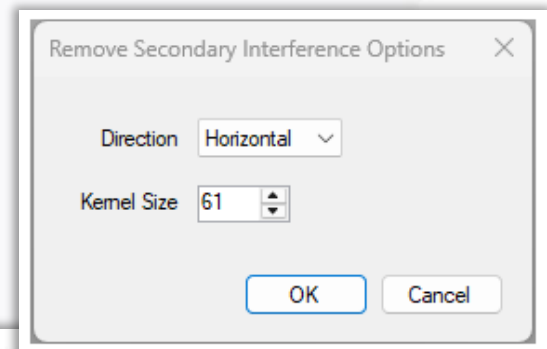 Remove Secondary Interference Options
Direction Horizontal
Kernel Size 61
OK Cancel